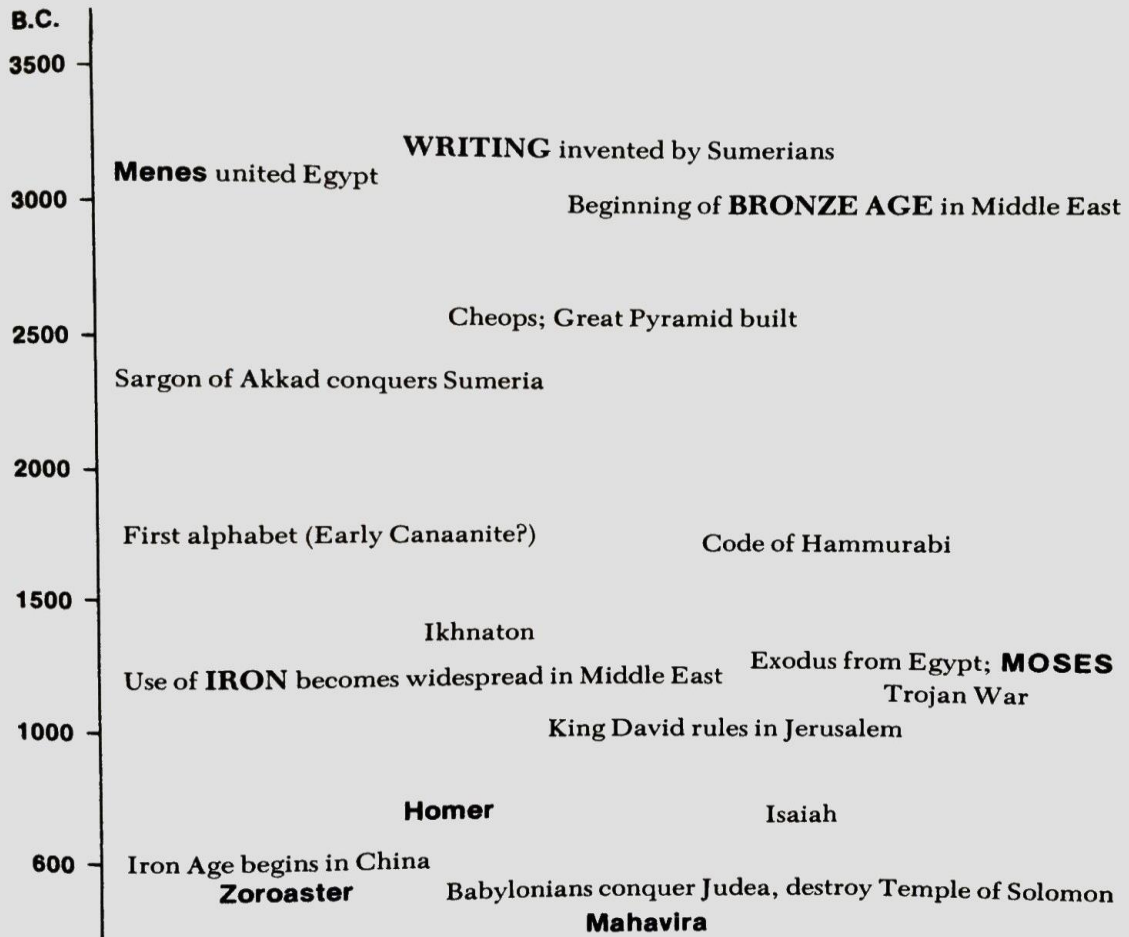 B.C.
3500
WRITING invented by Sumerians
Menes united Egypt
3000
Beginning of BRONZE AGE in Middle East
Cheops; Great Pyramid built
2500
Sargon of Akkad conquers Sumeria
2000
First alphabet (Early Canaanite?)
Code of Hammurabi
1500
Ikhnaton
Exodus from Egypt; MOSES
Use of IRON becomes widespread in Middle East
Trojan War
1000
King David rules in Jerusalem
Homer
Isaiah
600
Iron Age begins in China
Zoroaster
Babylonians conquer Judea, destroy Temple of Solomon
Mahavira